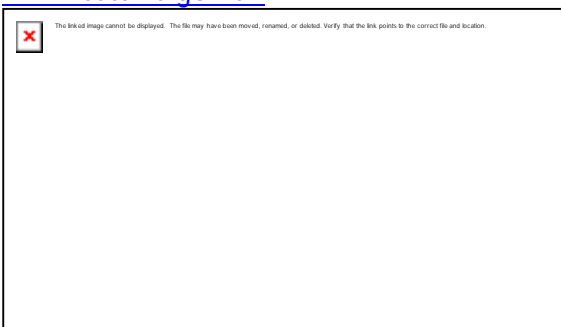 The linked image cannot be displayed. The file may have been moved, renamed, or deleted. Verify that the link points to the correct file and location.